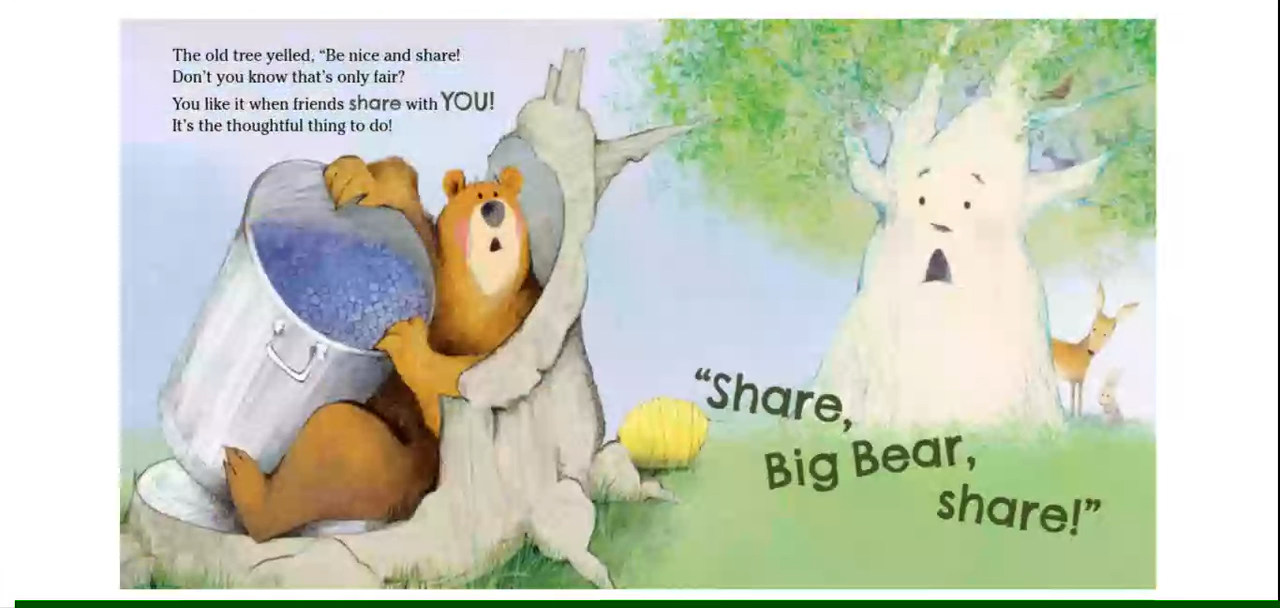 The old tree yelled, “Be nice and share!
Don’t you know that’s only fair?
You like it when friends share with YOU!
It’s the thoughtful thing to do!
“Share,
Big Bear,
share!”